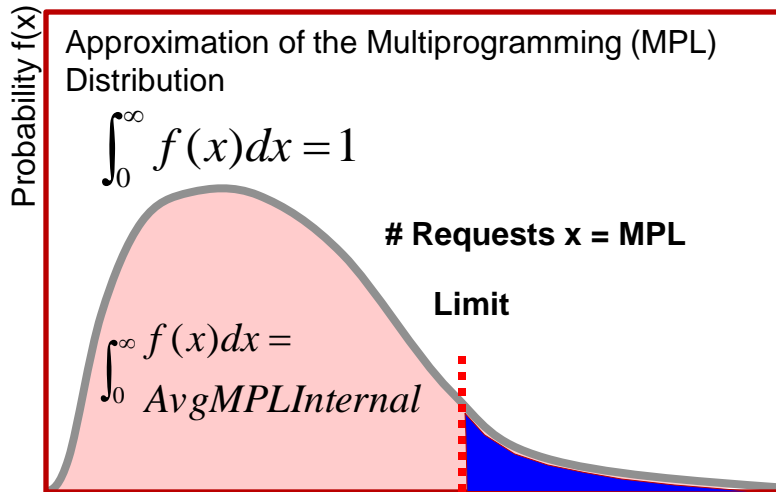 Probability f(x)
Approximation of the Multiprogramming (MPL)
Distribution
∫₀^∞ f(x)dx = 1
# Requests x = MPL
Limit
∫₀^∞ f(x)dx =
AvgMPLInternal